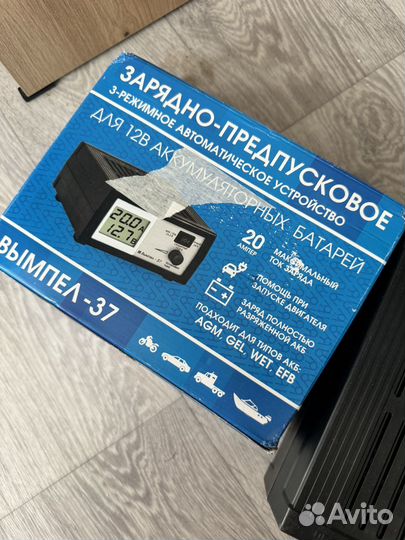 ЗАРЯДНО-ПРЕДПУСКОВОЕ
3-РЕЖИМНОЕ АВТОМАТИЧЕСКОЕ УСТРОЙСТВО
ДЛЯ 12В АККУМУЛЯТОРНЫХ БАТАРЕЙ
20.0A
12.7В
Вымпел - 37
20
АМПЕР
МАКСИМАЛЬНЫЙ
ТОК ЗАРЯДА
ПОМОЩЬ ПРИ
ЗАПУСКЕ ДВИГАТЕЛЯ
ЗАРЯД ПОЛНОСТЬЮ
РАЗРЯЖЕННОЙ АКБ
ПОДХОДИТ ДЛЯ ТИПОВ АКБ:
AGM, GEL, WET, EFB
ВЫМПЕЛ -37
Avito